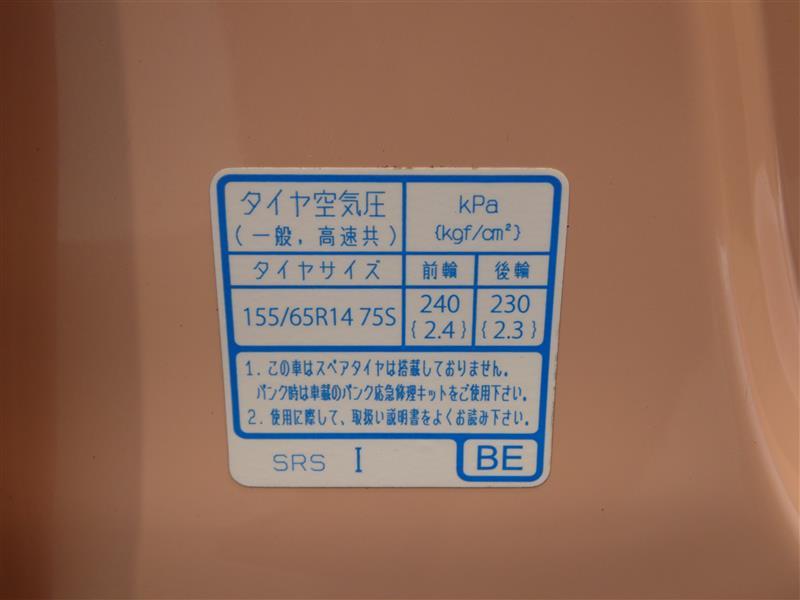 タイヤ空気圧
(一般,高速共)
kPa
{kgf/cm²}
タイヤサイズ 前輪 後輪
155/65R14 75S 240 {2.4} 230 {2.3}
1. この車はスペアタイヤは搭載しておりません。
パンク時は車載のパンク応急修理キットをご使用下さい。
2. 使用に際して、取扱い説明書をよくお読み下さい。
SRS I BE